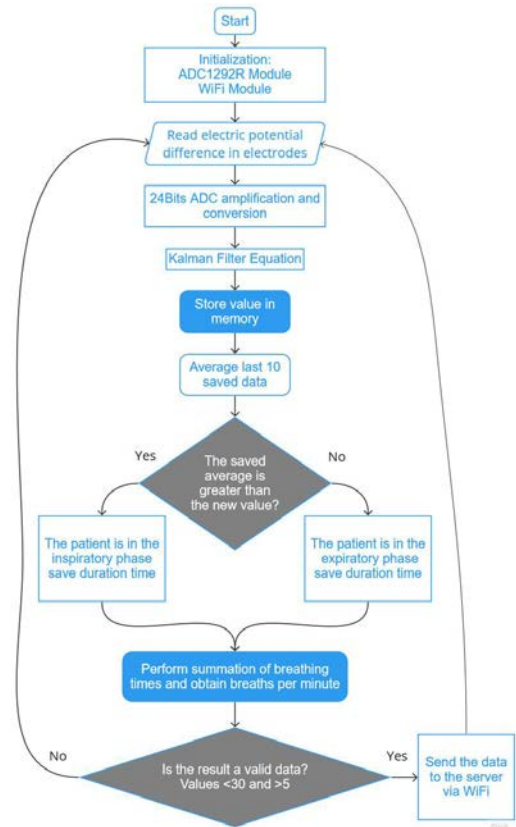 Start
Initialization:
ADC1292R Module
WiFi Module
Read electric potential
difference in electrodes
24Bits ADC amplification and
conversion
Kalman Filter Equation
Store value in
memory
Average last 10
saved data
Yes
No
The saved
average is
greater than
the new value?
The patient is in the
inspiratory phase
save duration time
The patient is in the
expiratory phase
save duration time
Perform summation of breathing
times and obtain breaths per minute
No
Is the result a valid data?
Values <30 and >5
Yes
Send the data
to the server
via WiFi